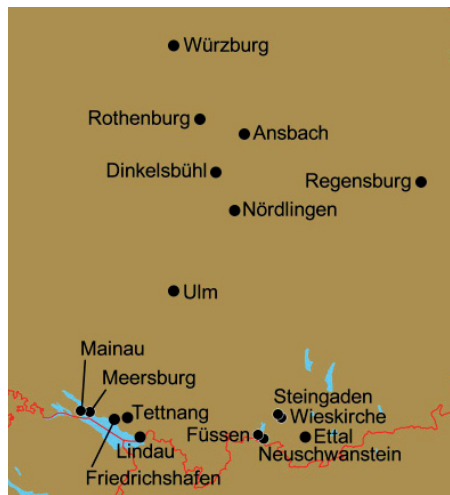 Würzburg
Rothenburg
Ansbach
Dinkelsbühl
Regensburg
Nördlingen
Ulm
Mainau
Meersburg
Steingaden
Tettnang
Wieskirche
Füssen
Ettal
Lindau
Neuschwanstein
Friedrichshafen